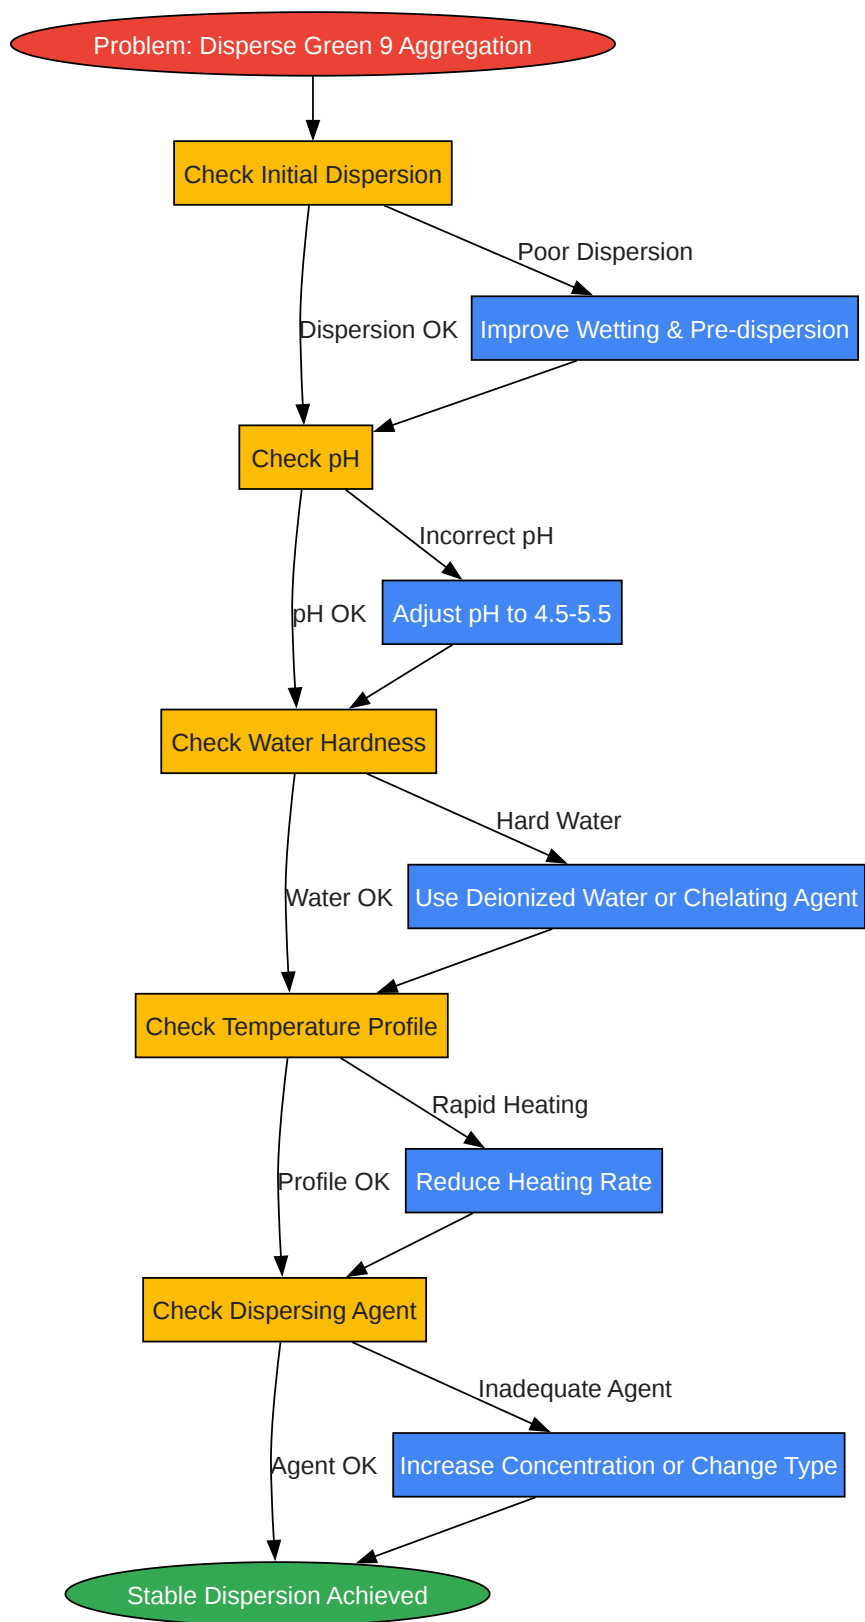 Problem: Disperse Green 9 Aggregation
Check Initial Dispersion
Poor Dispersion
Dispersion OK
Improve Wetting & Pre-dispersion
Check pH
Incorrect pH
pH OK
Adjust pH to 4.5-5.5
Check Water Hardness
Hard Water
Water OK
Use Deionized Water or Chelating Agent
Check Temperature Profile
Rapid Heating
Profile OK
Reduce Heating Rate
Check Dispersing Agent
Inadequate Agent
Agent OK
Increase Concentration or Change Type
Stable Dispersion Achieved